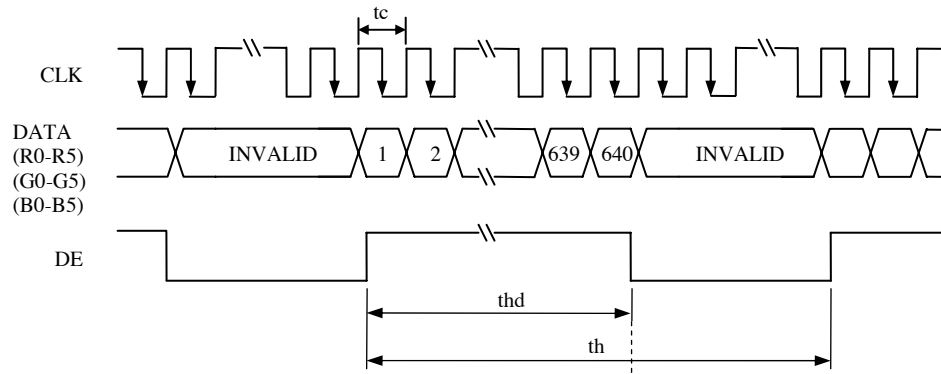 tc
CLK
DATA
(R0-R5)
(G0-G5)
(B0-B5)
INVALID 1 2 639 640 INVALID
DE
thd
th